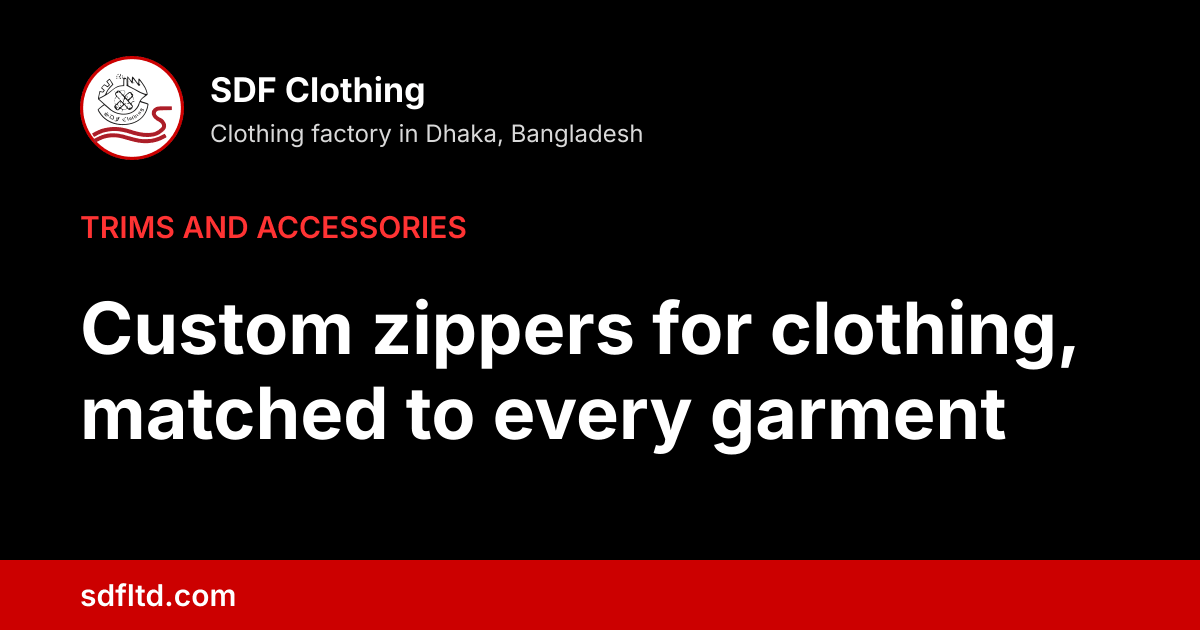 SDF Clothing
Clothing factory in Dhaka, Bangladesh
TRIMS AND ACCESSORIES
Custom zippers for clothing,
matched to every garment
sdfltd.com